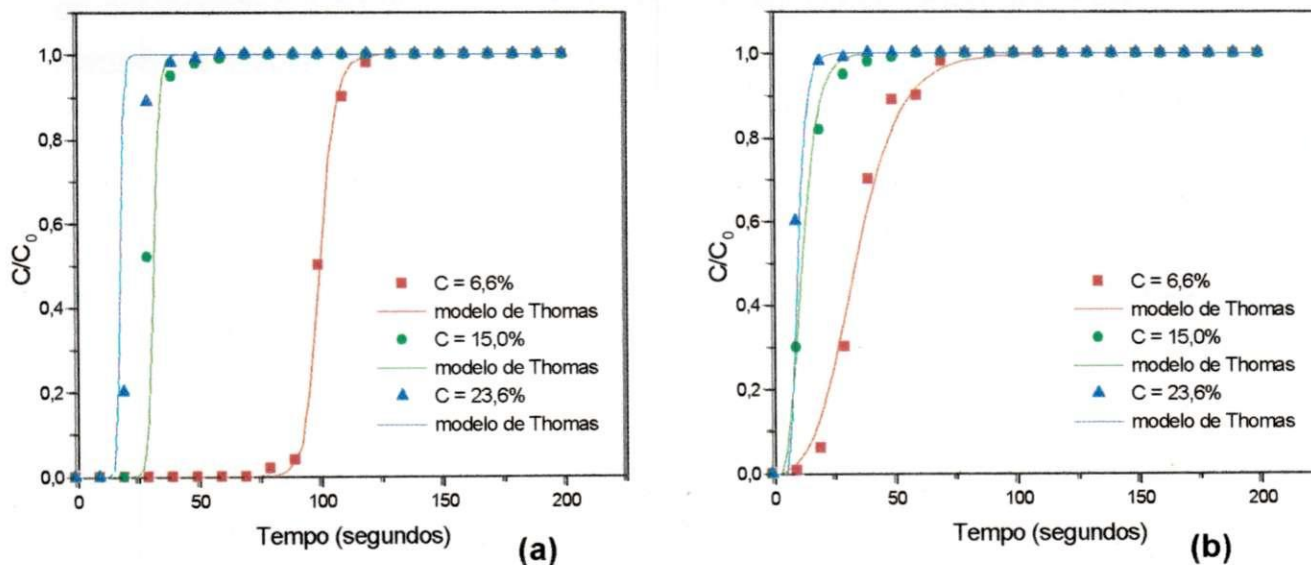 C/C0
1,0
0,8
0,6
0,4
0,2
0,0
0
50
100
150
200
C = 6,6%
modelo de Thomas
C = 15,0%
modelo de Thomas
C = 23,6%
modelo de Thomas
Tempo (segundos)
(a)
C/C0
1,0
0,8
0,6
0,4
0,2
0,0
0
50
100
150
200
C = 6,6%
modelo de Thomas
C = 15,0%
modelo de Thomas
C = 23,6%
modelo de Thomas
Tempo (segundos)
(b)